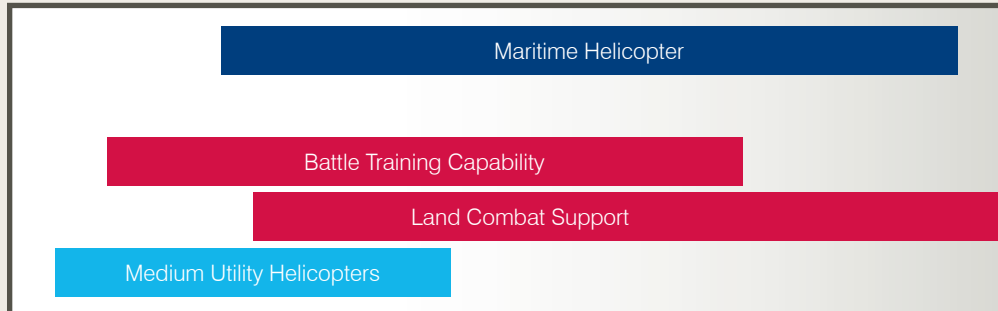 Maritime Helicopter
Battle Training Capability
Land Combat Support
Medium Utility Helicopters